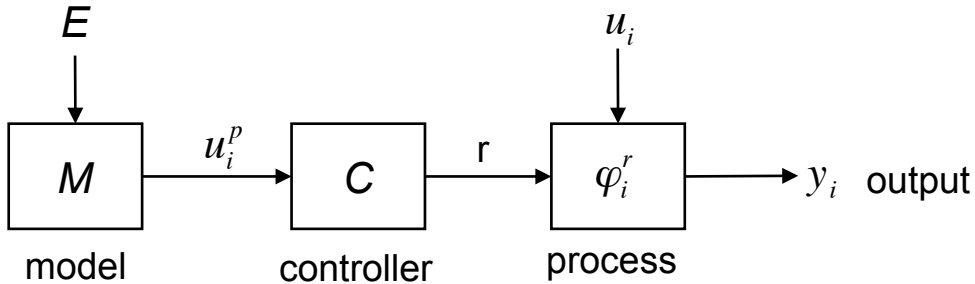 E u_i
M u_i^p C r φ_i^r y_i output
model controller process